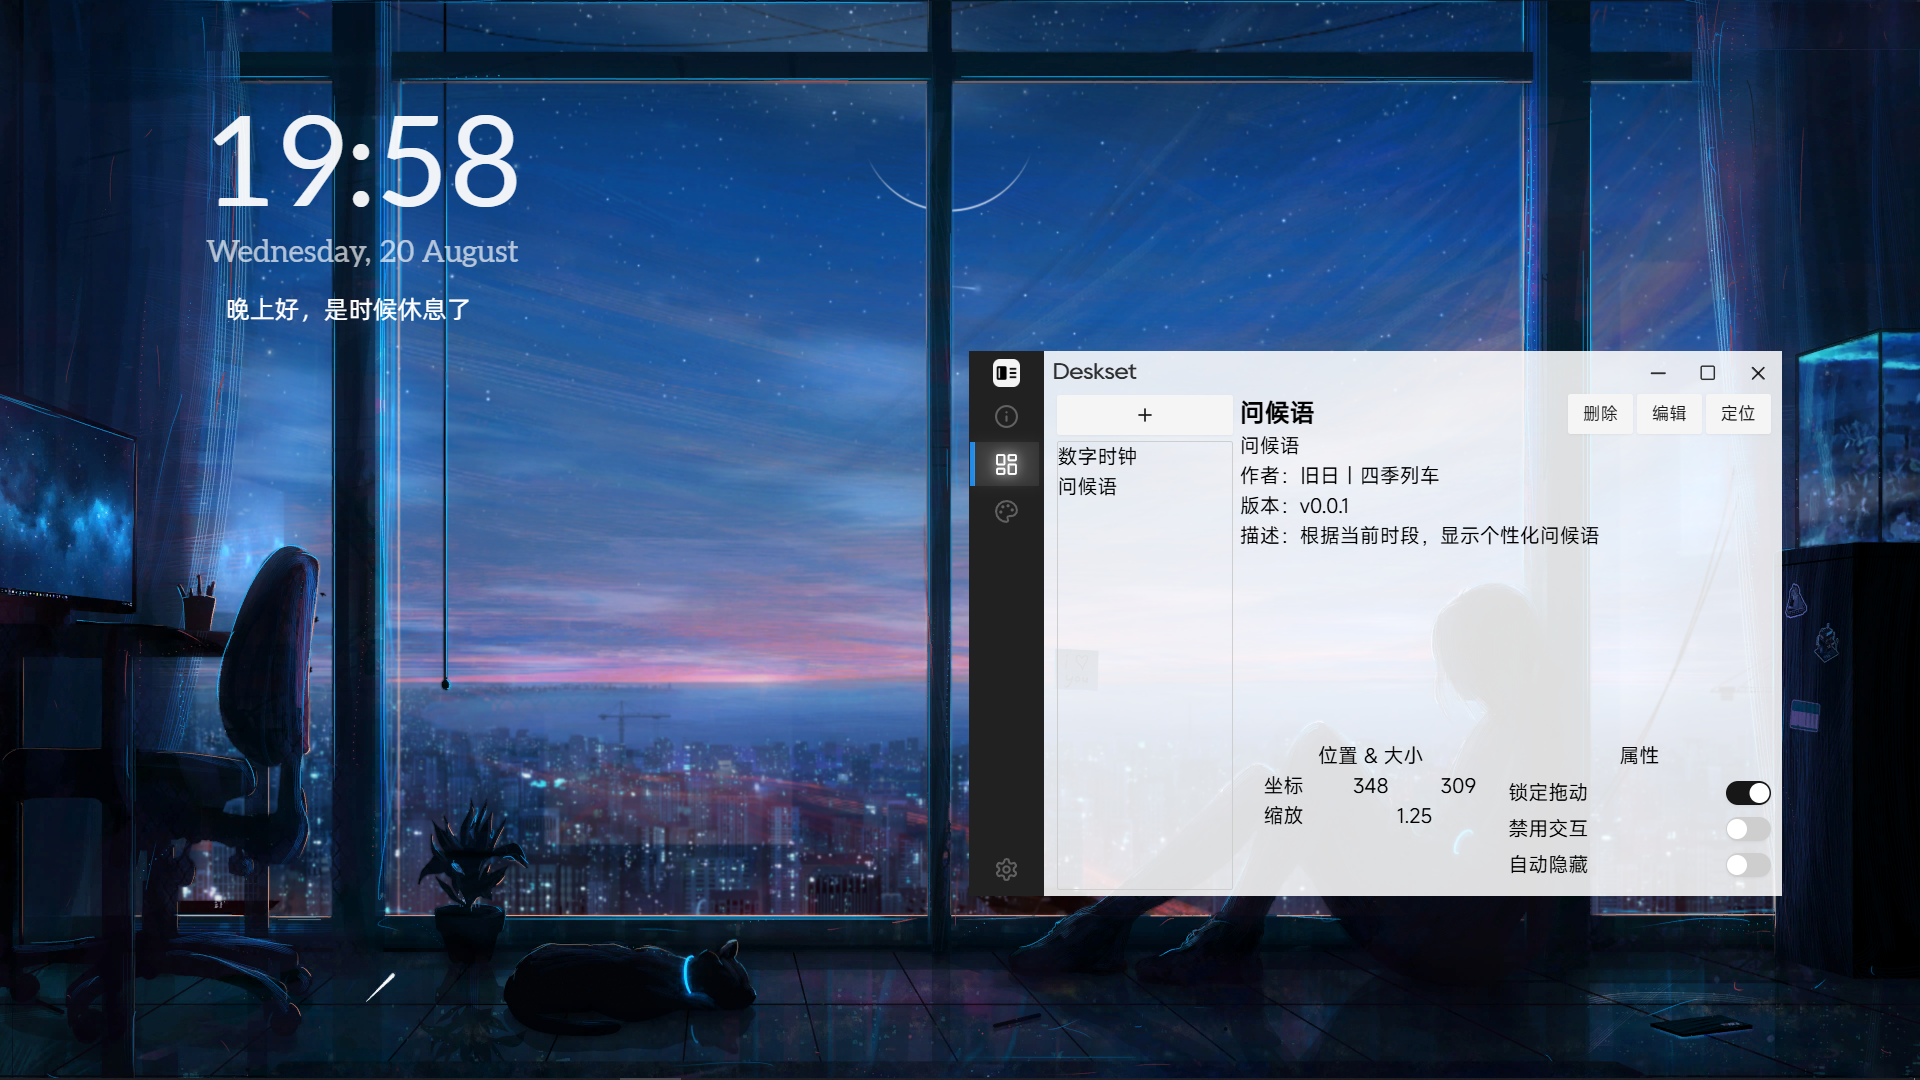 19:58
Wednesday, 20 August
晚上好，是时候休息了
Deskset
+
数字时钟
问候语
问候语
删除 编辑 定位
问候语
作者：旧日丨四季列车
版本：v0.0.1
描述：根据当前时段，显示个性化问候语
位置 & 大小
坐标 348 309
缩放 1.25
属性
锁定拖动
禁用交互
自动隐藏